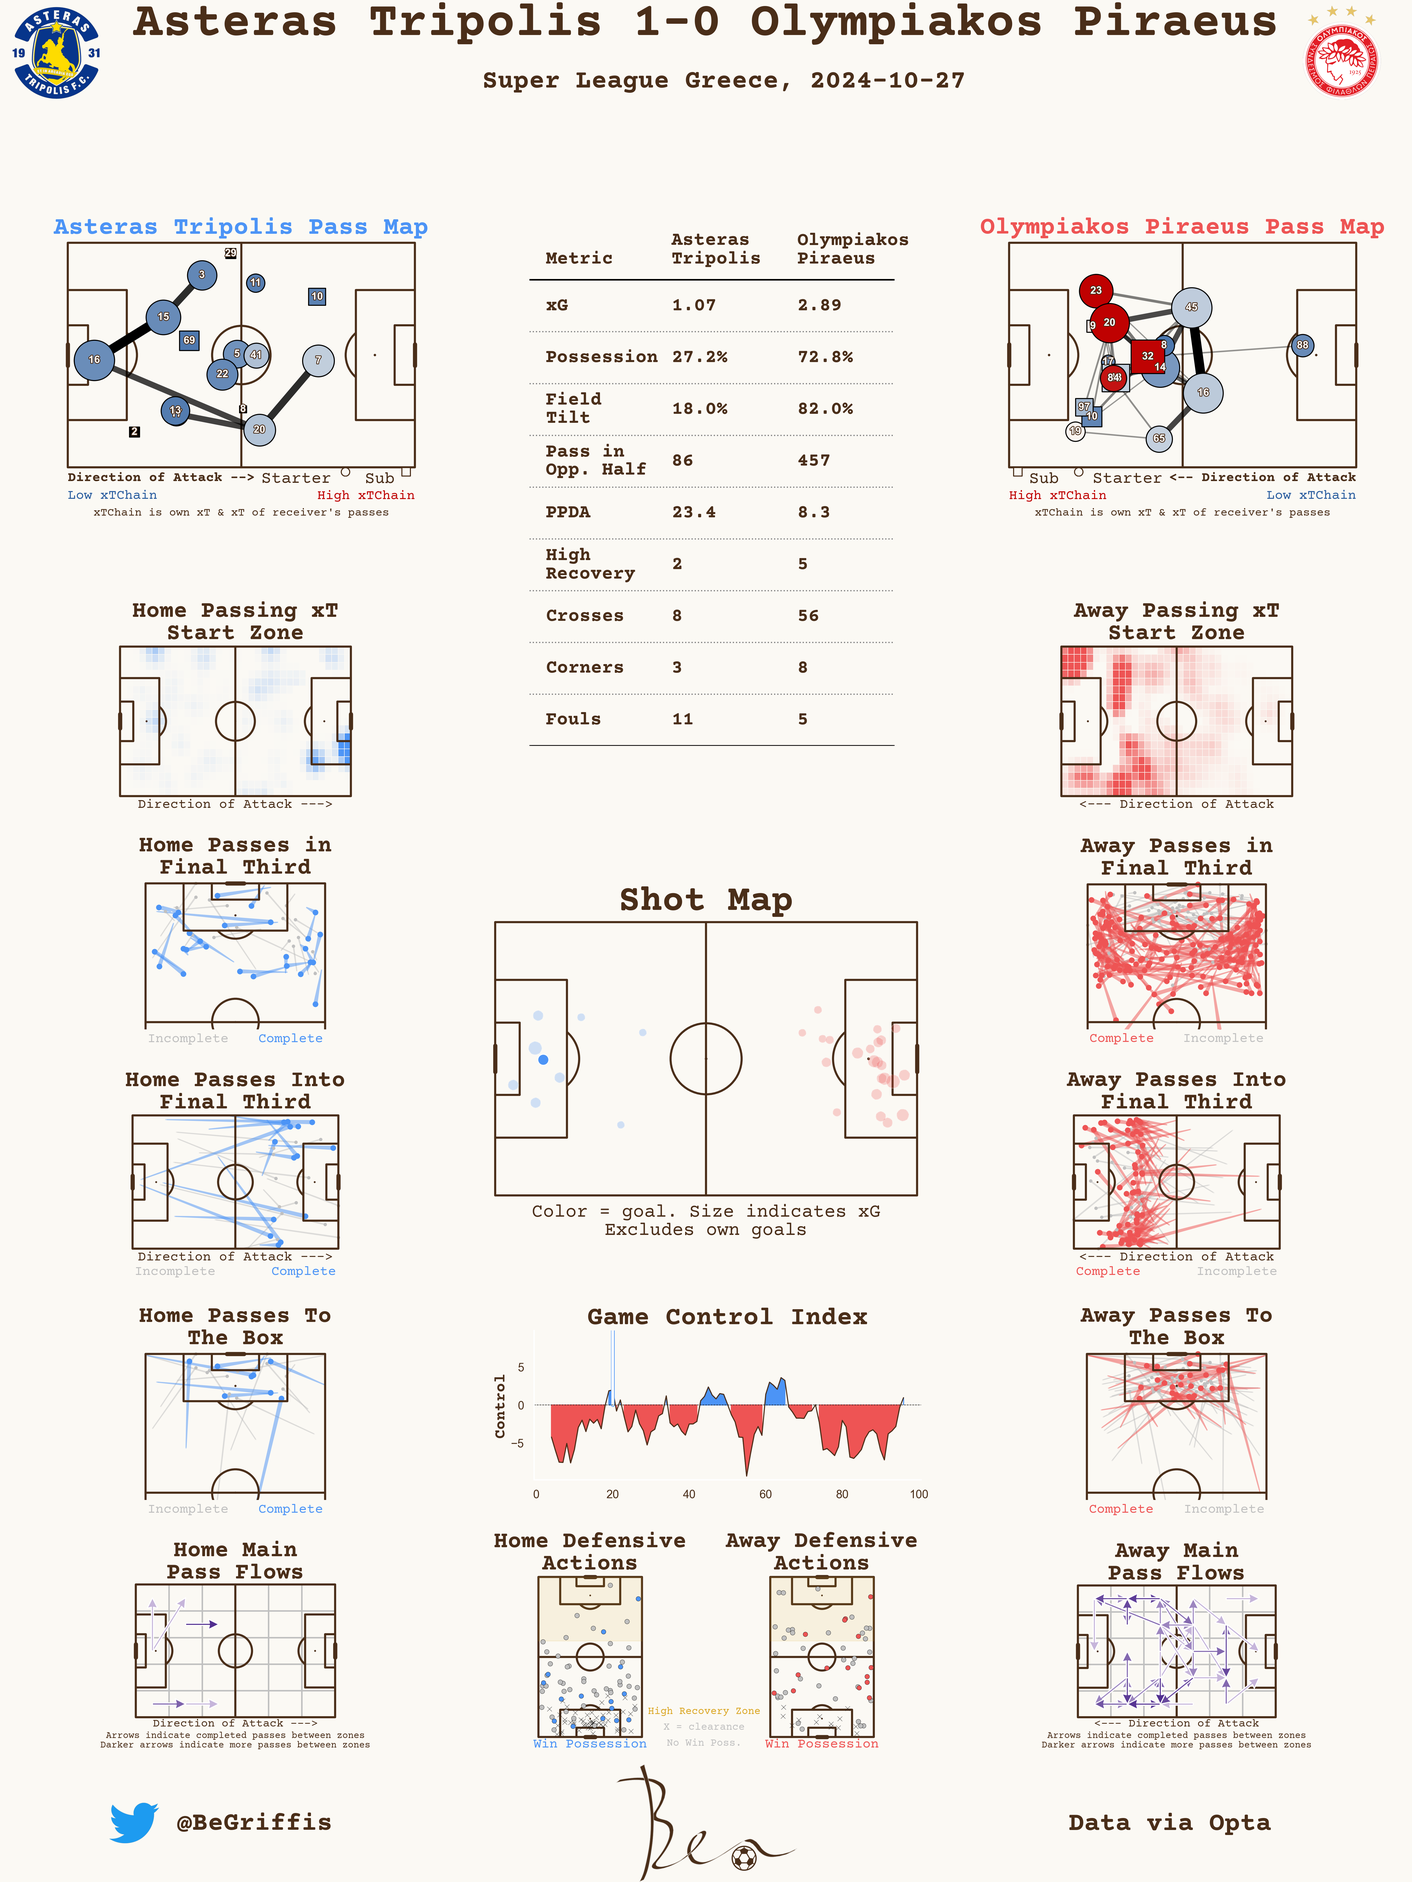 Asteras Tripolis 1-0 Olympiakos Piraeus
Super League Greece, 2024-10-27
ASTERAS
19 31
TRIPOLIS F.C.
ΟΛΥΜΠΙΑΚΟΣ
1925
Asteras Tripolis Pass Map
29
3
11
10
15
69
16
5
41
7
22
13
8
20
2
Direction of Attack --> Starter Sub
Low xTChain High xTChain
xTChain is own xT & xT of receiver's passes
Metric Asteras Tripolis Olympiakos Piraeus
xG 1.07 2.89
Possession 27.2% 72.8%
Field Tilt 18.0% 82.0%
Pass in Opp. Half 86 457
PPDA 23.4 8.3
High Recovery 2 5
Crosses 8 56
Corners 3 8
Fouls 11 5
Olympiakos Piraeus Pass Map
23
45
9
20
8
88
32
17
14
84
16
97
10
19
65
Sub Starter <-- Direction of Attack
High xTChain Low xTChain
xTChain is own xT & xT of receiver's passes
Home Passing xT
Start Zone
Direction of Attack --->
Away Passing xT
Start Zone
<--- Direction of Attack
Home Passes in
Final Third
Incomplete Complete
Shot Map
Color = goal. Size indicates xG
Excludes own goals
Away Passes in
Final Third
Complete Incomplete
Home Passes Into
Final Third
Direction of Attack --->
Incomplete Complete
Away Passes Into
Final Third
<--- Direction of Attack
Complete Incomplete
Home Passes To
The Box
Incomplete Complete
Game Control Index
Control
5
0
−5
0 20 40 60 80 100
Away Passes To
The Box
Complete Incomplete
Home Main
Pass Flows
Direction of Attack --->
Arrows indicate completed passes between zones
Darker arrows indicate more passes between zones
Home Defensive
Actions
Win Possession
High Recovery Zone
X = clearance
No Win Poss.
Away Defensive
Actions
Win Possession
Away Main
Pass Flows
<--- Direction of Attack
Arrows indicate completed passes between zones
Darker arrows indicate more passes between zones
@BeGriffis
Ben
Data via Opta